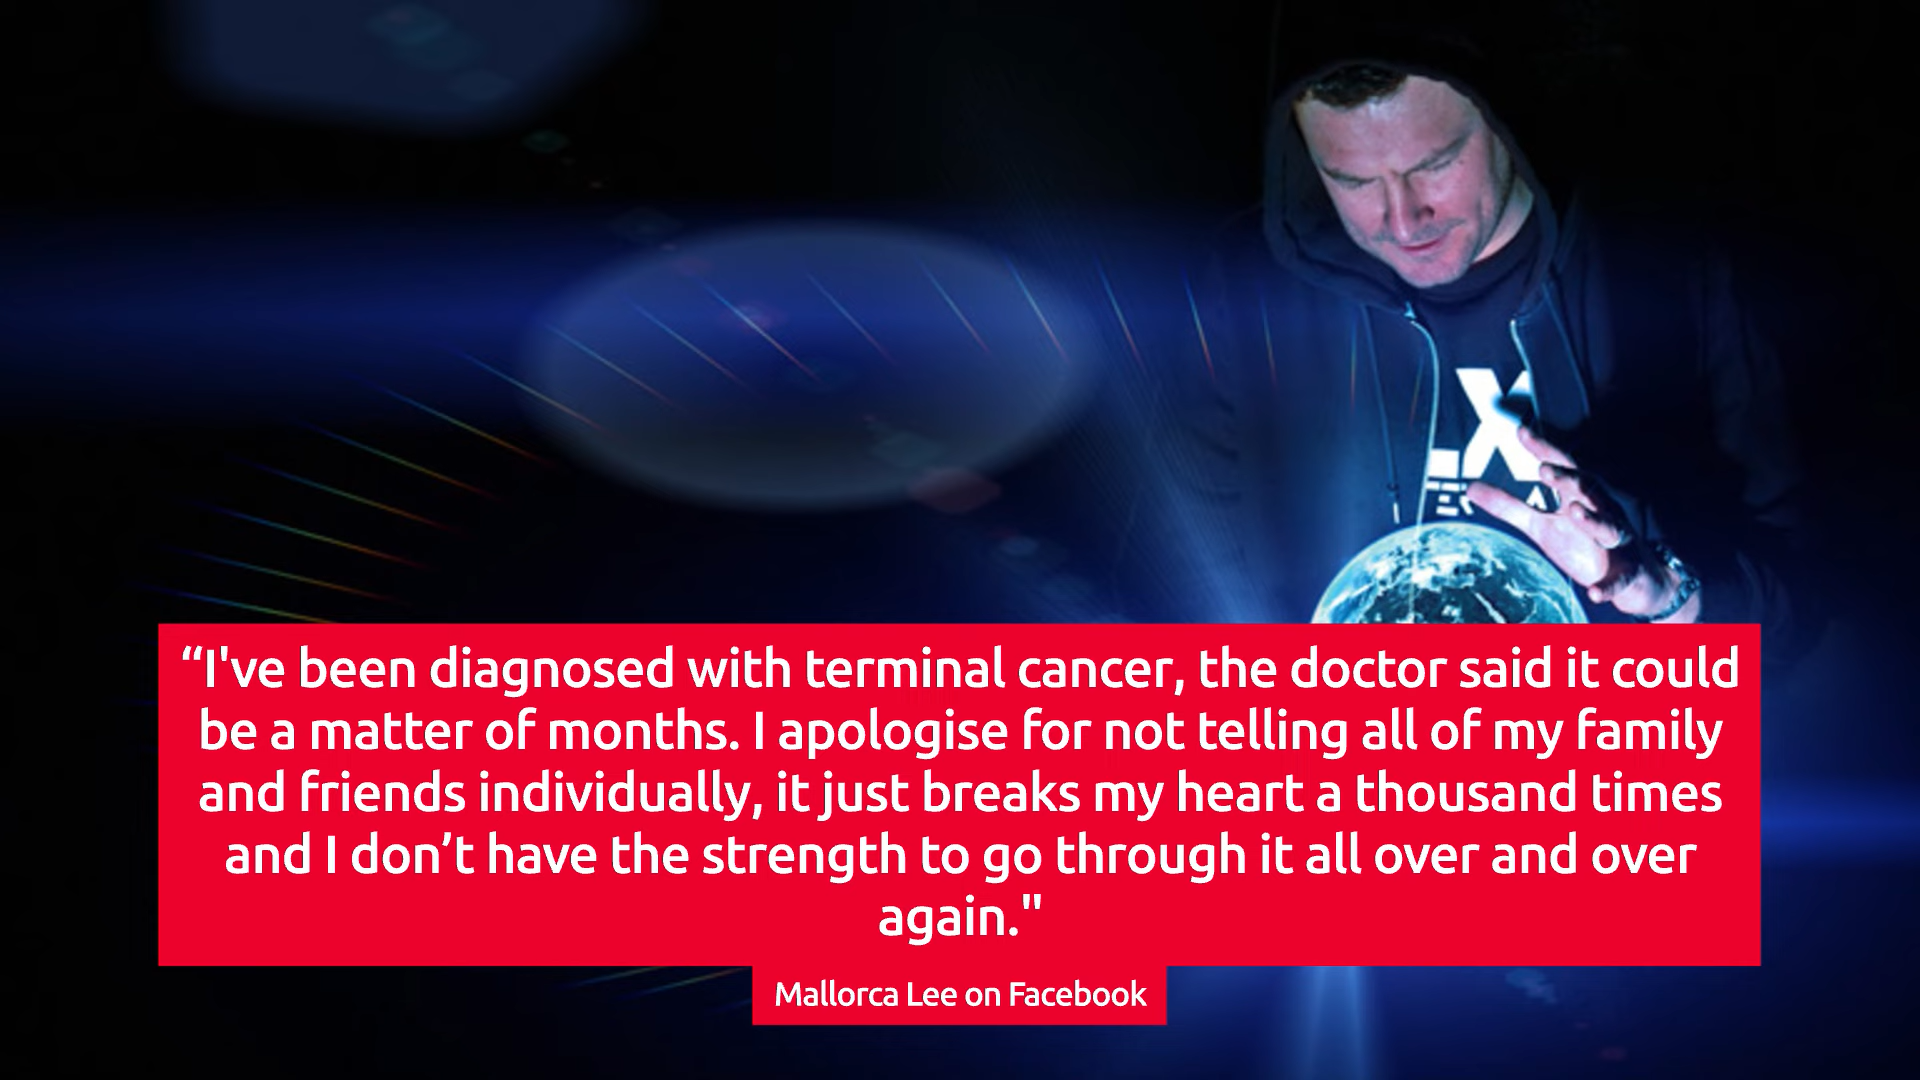 X
“I've been diagnosed with terminal cancer, the doctor said it could
be a matter of months. I apologise for not telling all of my family
and friends individually, it just breaks my heart a thousand times
and I don’t have the strength to go through it all over and over
again."
Mallorca Lee on Facebook